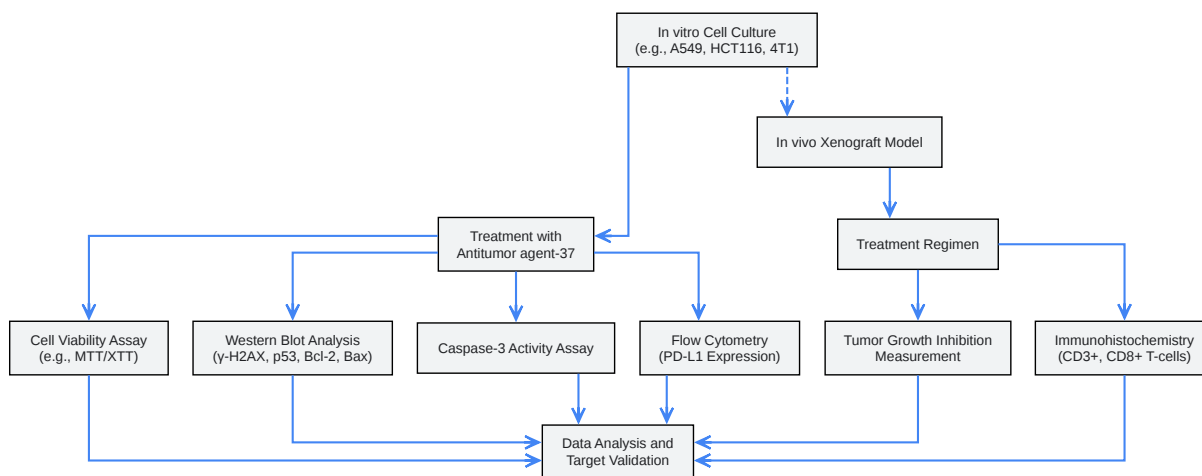 In vitro Cell Culture
(e.g., A549, HCT116, 4T1)
In vivo Xenograft Model
Treatment with
Antitumor agent-37
Treatment Regimen
Cell Viability Assay
(e.g., MTT/XTT)
Western Blot Analysis
(γ-H2AX, p53, Bcl-2, Bax)
Caspase-3 Activity Assay
Flow Cytometry
(PD-L1 Expression)
Tumor Growth Inhibition
Measurement
Immunohistochemistry
(CD3+, CD8+ T-cells)
Data Analysis and
Target Validation